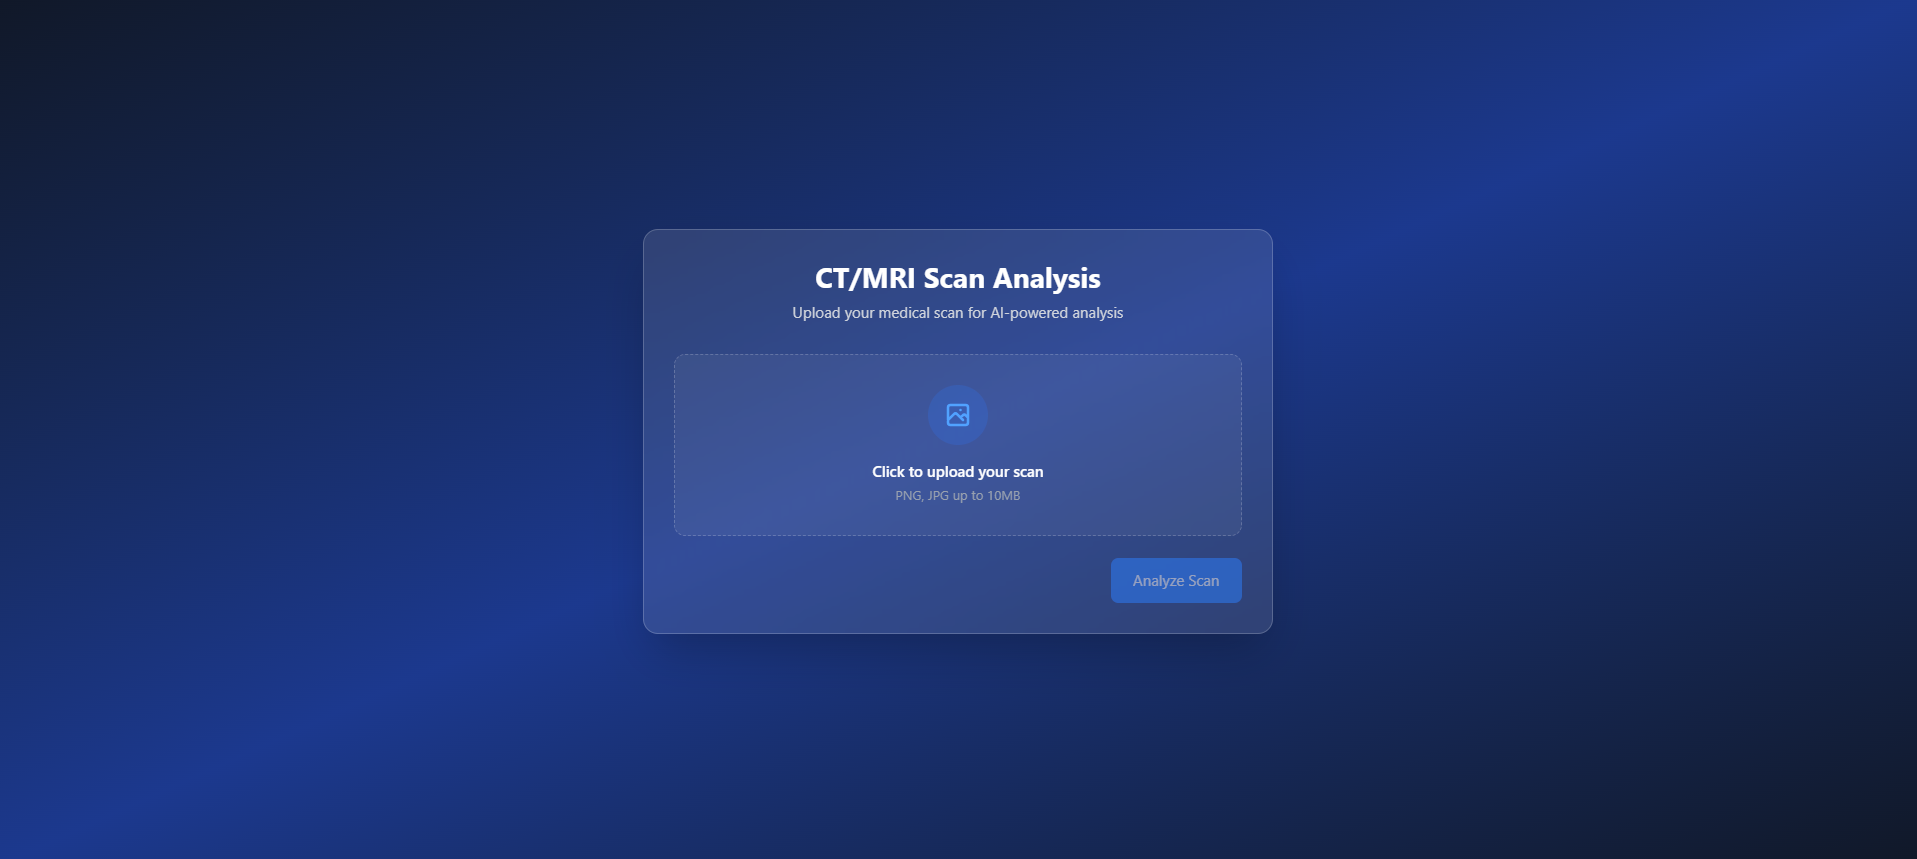 CT/MRI Scan Analysis
Upload your medical scan for AI-powered analysis
Click to upload your scan
PNG, JPG up to 10MB
Analyze Scan